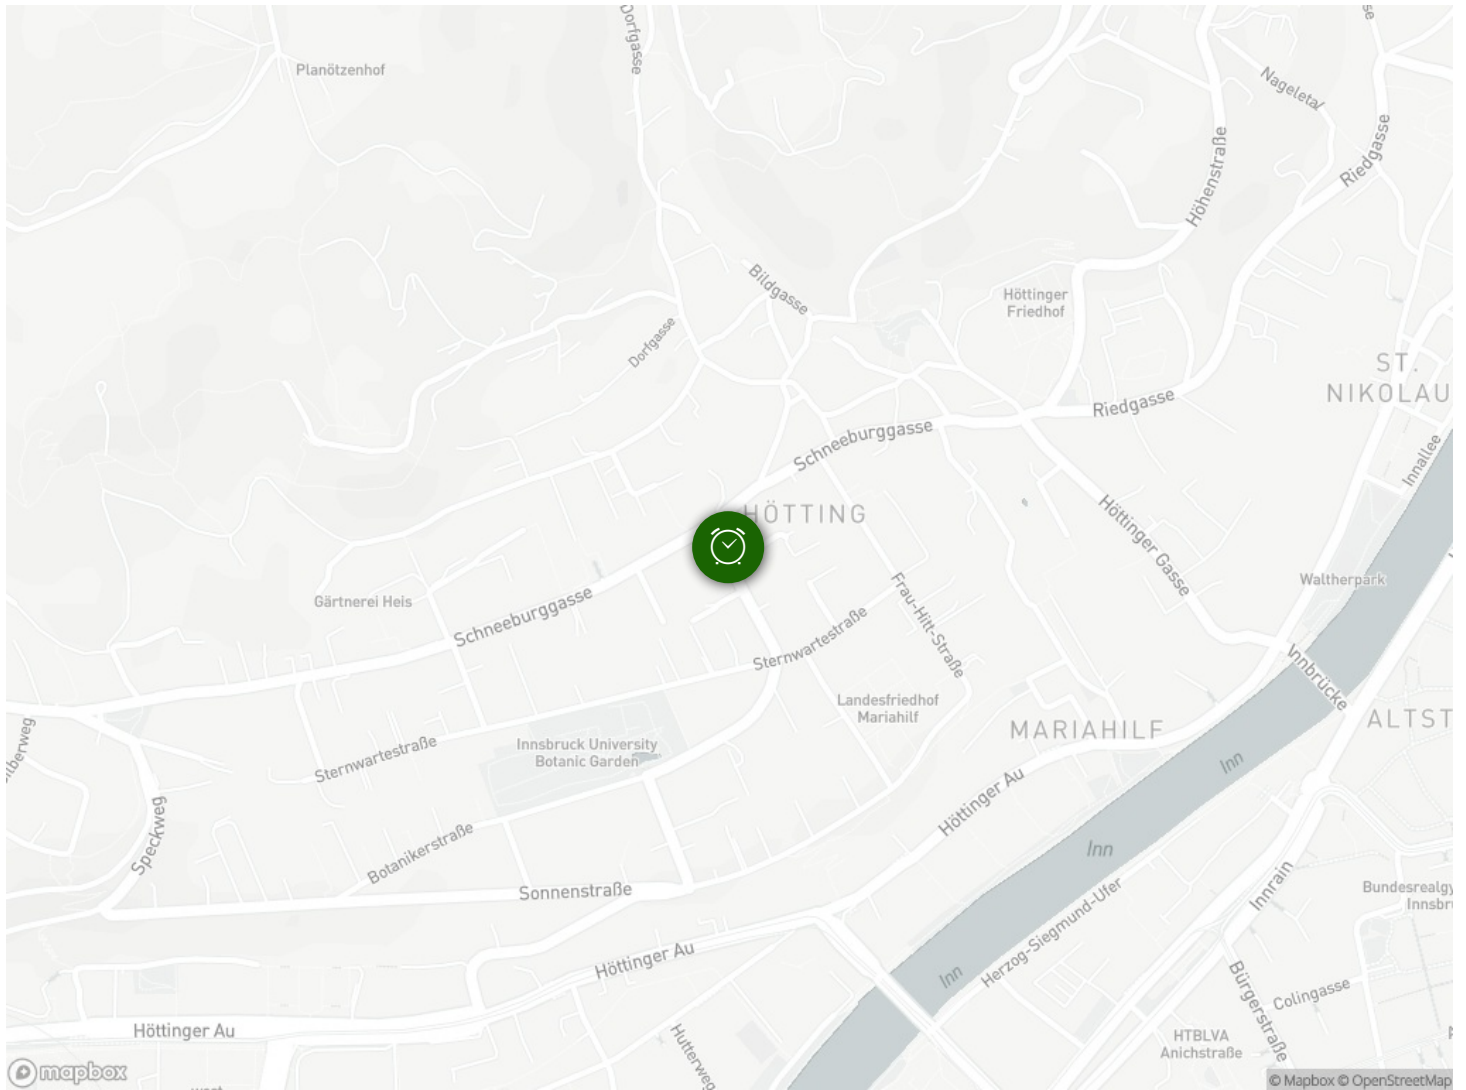 Dorfgasse
Planötzenhof
Nageletal
Riedgasse
Höhenstraße
Bildgasse
Höttinger
Friedhof
Dorfgasse
ST.
NIKOLAU
Riedgasse
Schneeburggasse
Innallee
HÖTTING
Höttinger Gasse
Waltherpark
Gärtnerei Heis
Schneeburggasse
Frau-Hitt-Straße
Sternwartestraße
Innbrücke
Landesfriedhof
Mariahilf
MARIAHILF
ALTST
Innsbruck University
Botanic Garden
Sternwartestraße
ilberweg
Inn
Höttinger Au
Speckweg
Botanikerstraße
Inn
Sonnenstraße
Innrain
Bundesrealgy
Innsbru
Herzog-Siegmund-Ufer
Höttinger Au
Inn
Bürgerstraße
Colingasse
Höttinger Au
Hutterweg
HTBLVA
Anichstraße
mapbox
© Mapbox © OpenStreetMap